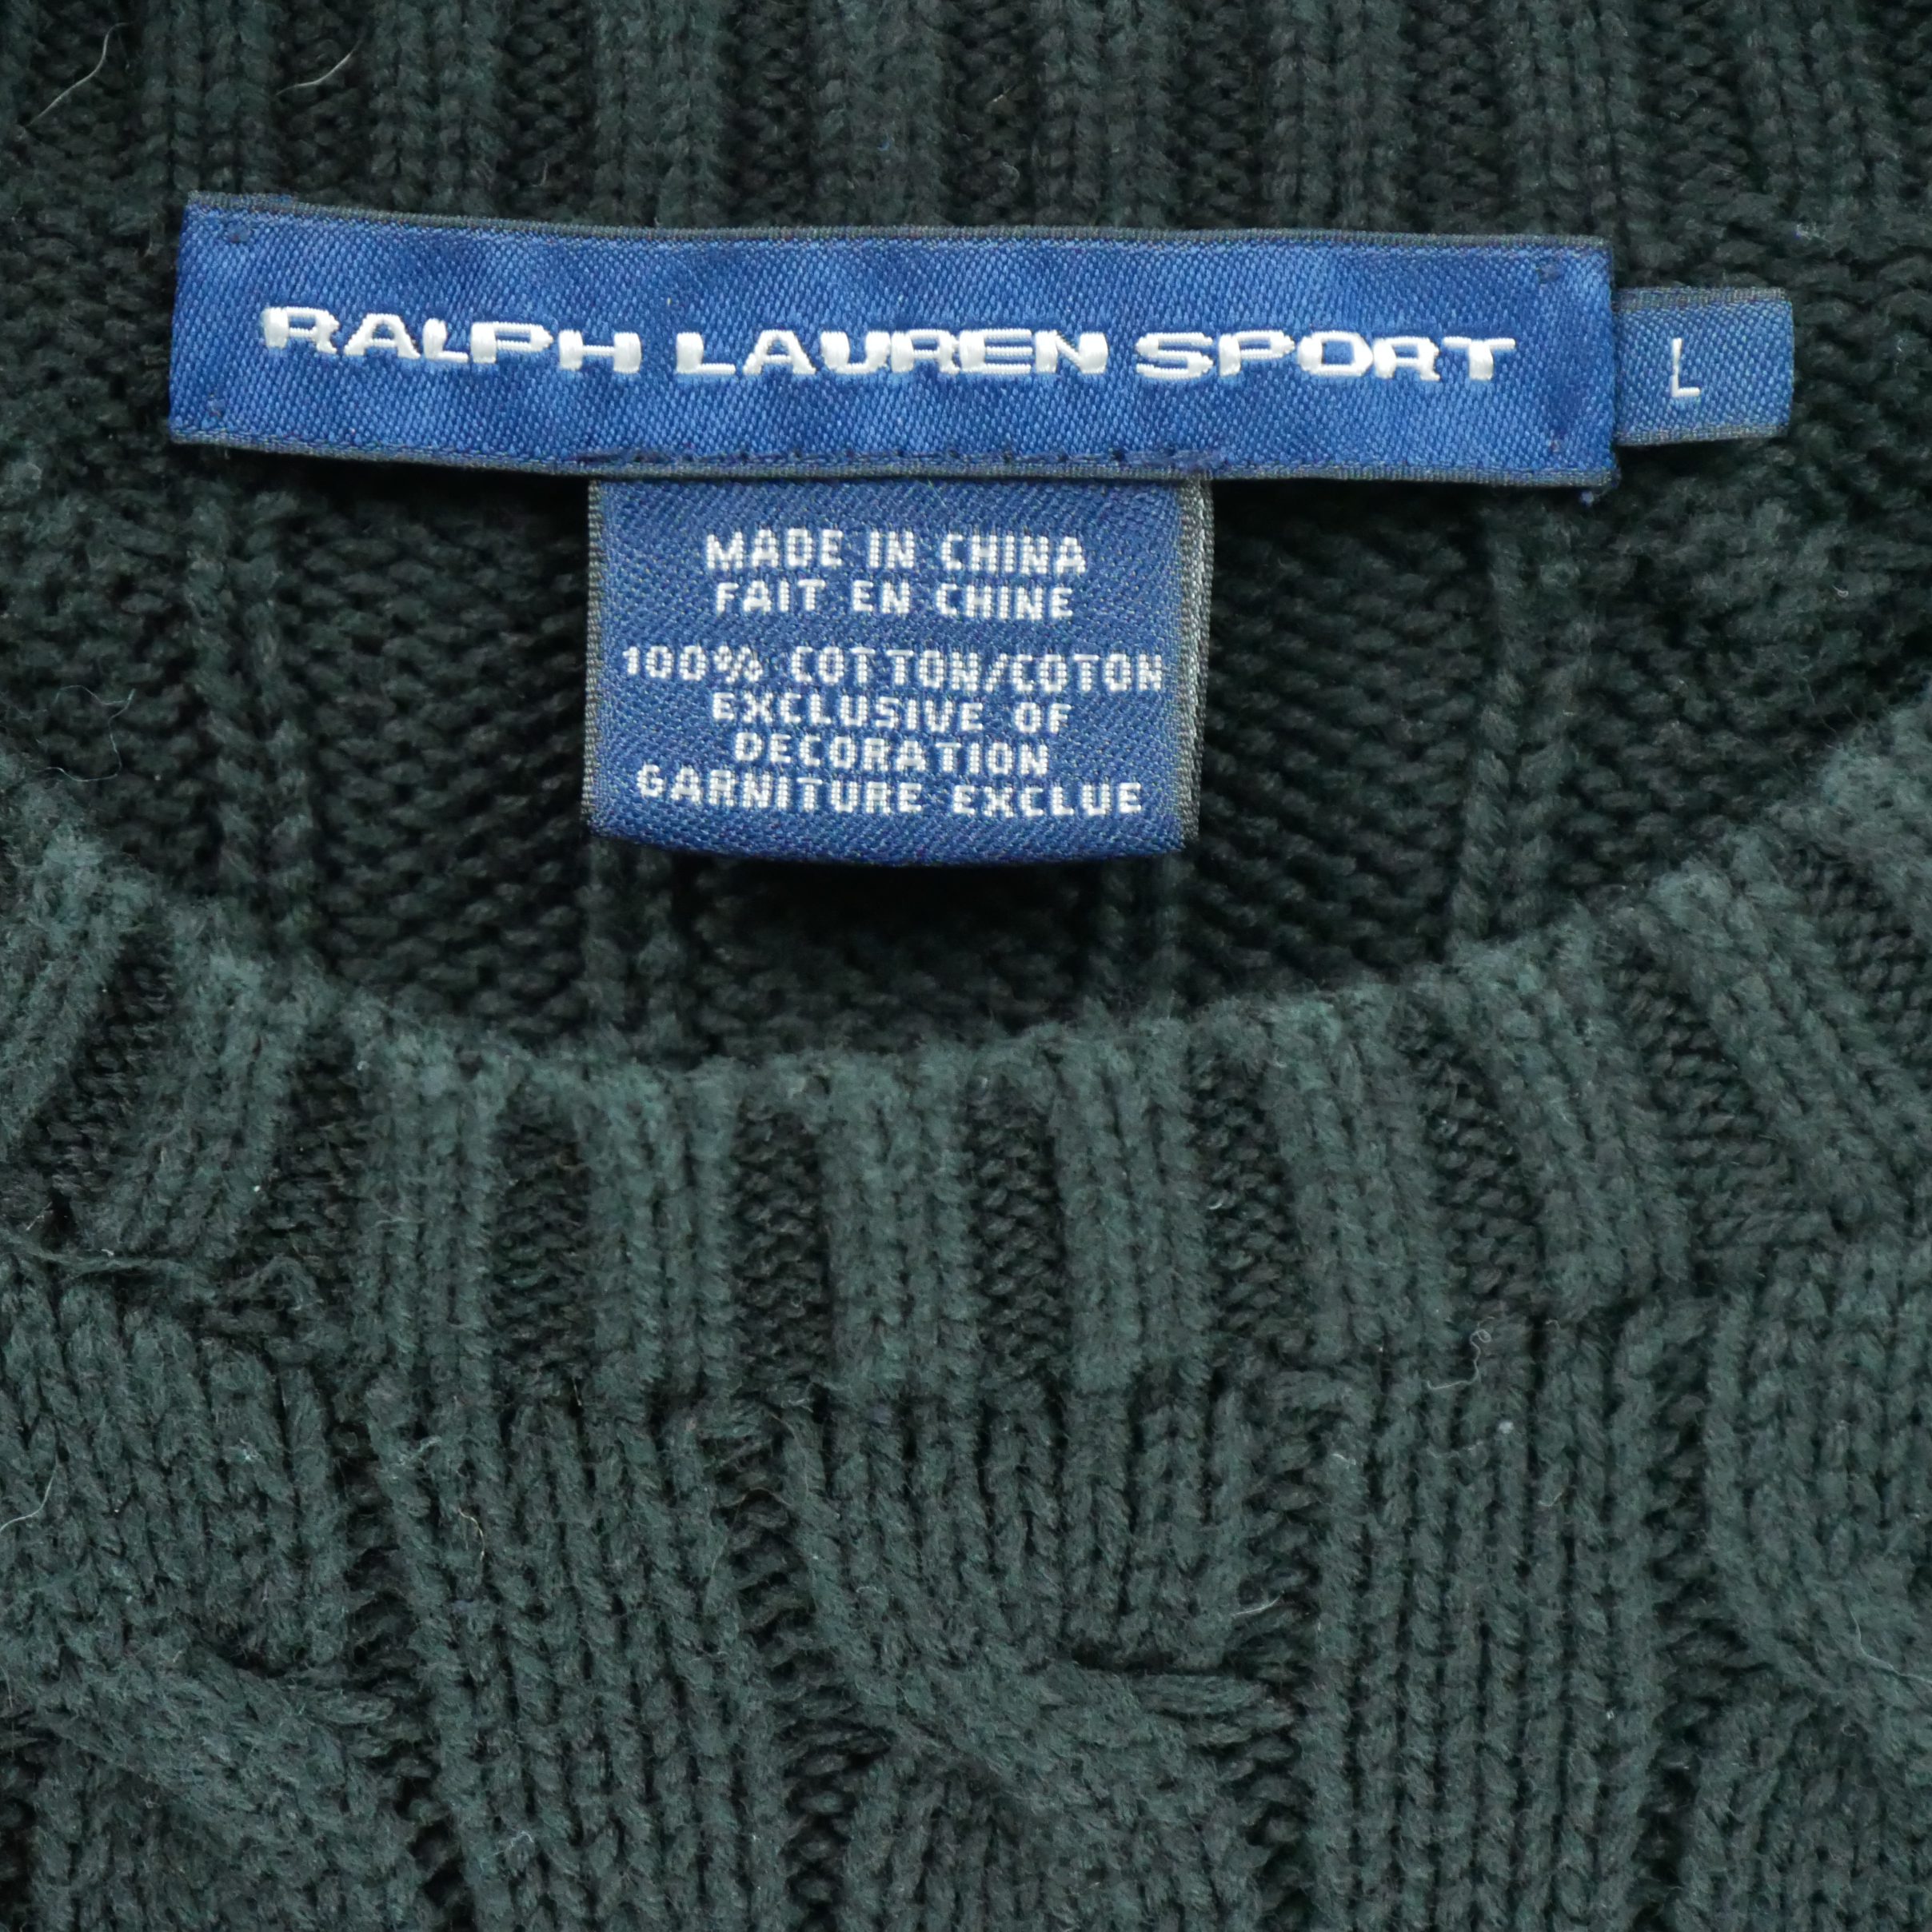 RALPH LAUREN SPORT
L
MADE IN CHINA
FAIT EN CHINE
100% COTTON/COTON
EXCLUSIVE OF
DECORATION
GARNITURE EXCLUE